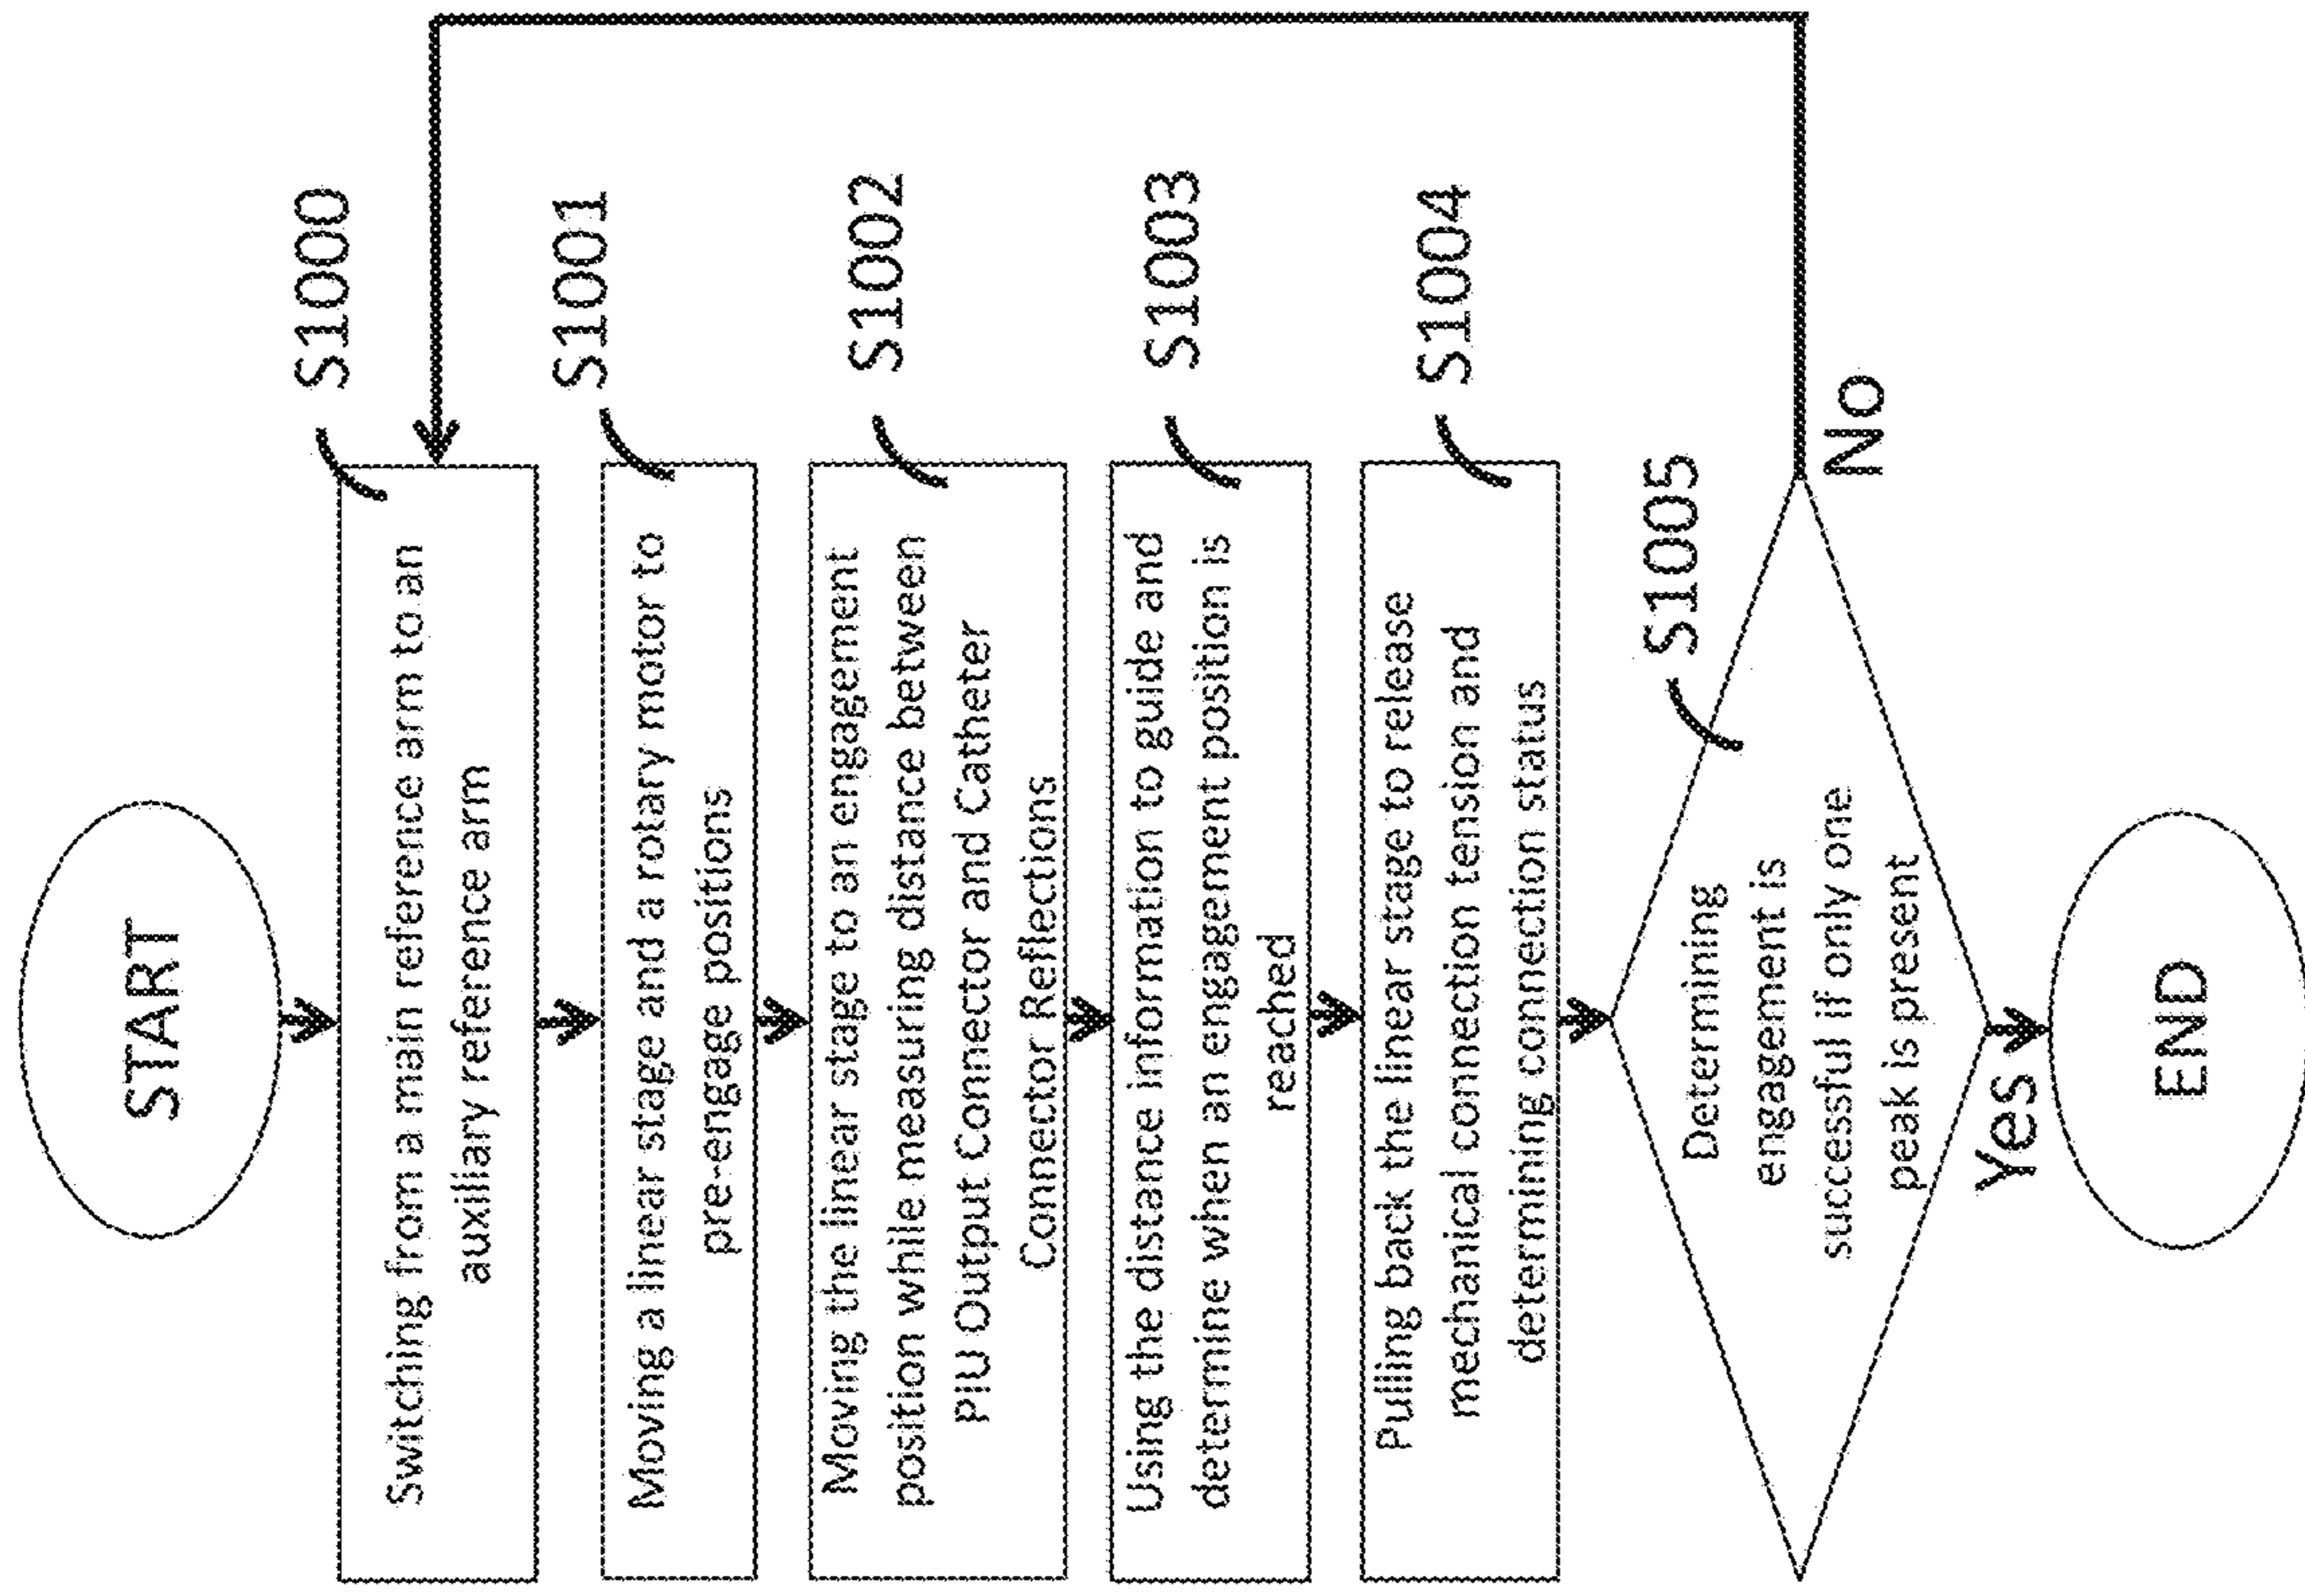 START
S1000
Switching from a main reference arm to an
auxiliary reference arm
S1001
Moving a linear stage and a rotary motor to
pre-engage positions
S1002
Moving the linear stage to an engagement
position while measuring distance between
PIU Output Connector and Catheter
Connector Reflections
S1003
Using the distance information to guide and
determine when an engagement position is
reached
S1004
Pulling back the linear stage to release
mechanical connection tension and
determining connection status
S1005
Determining
engagement is
successful if only one
peak is present
No
Yes
END